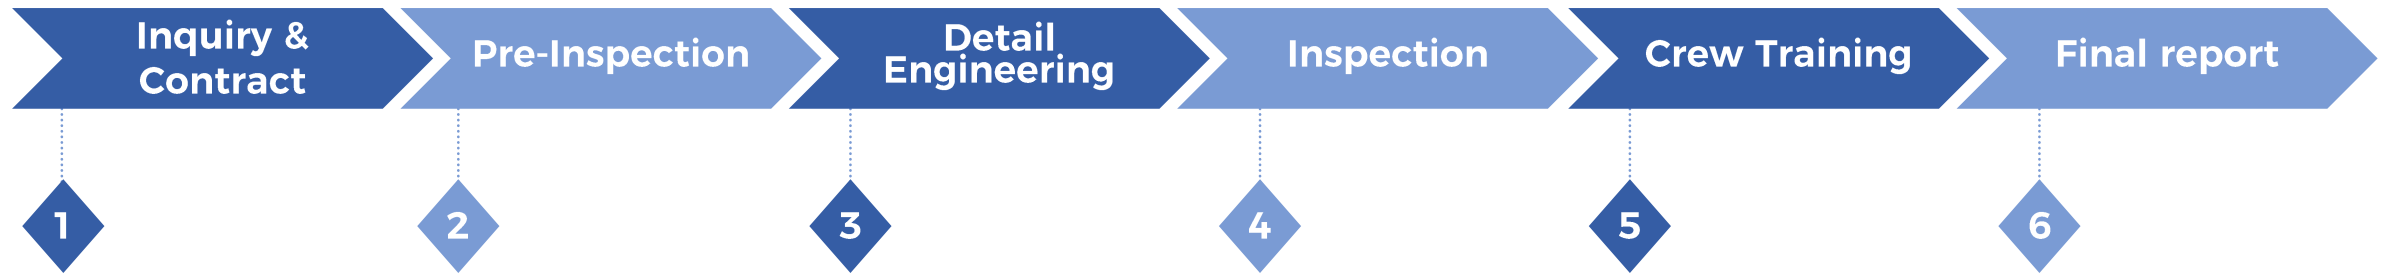 Inquiry &
Contract
Pre-Inspection
Detail
Engineering
Inspection
Crew Training
Final report
1
2
3
4
5
6